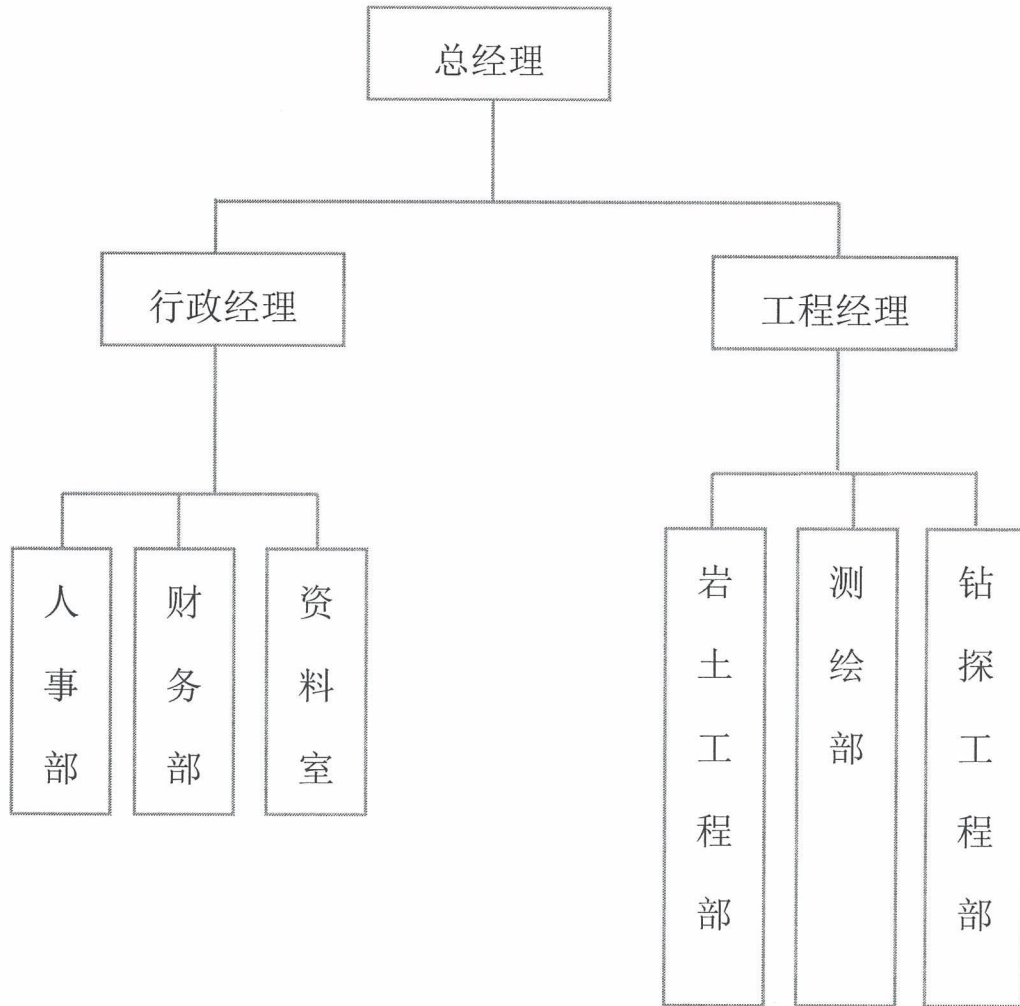 总经理
行政经理
工程经理
人事部
财务部
资料室
岩土工程部
测绘部
钻探工程部